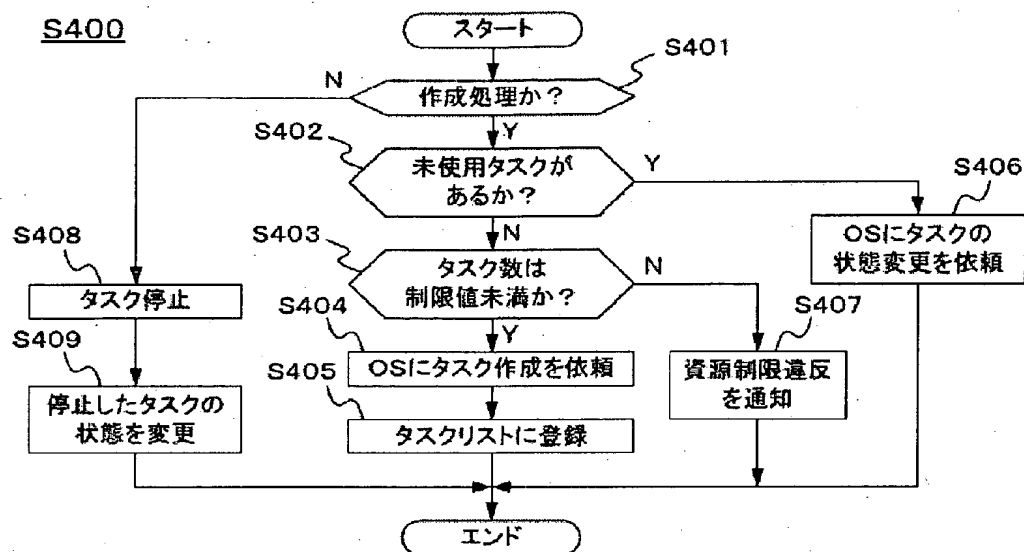 S400
スタート
S401
作成処理か？
N
Y
S402
未使用タスクが
あるか？
Y
N
S406
OSにタスクの
状態変更を依頼
S403
タスク数は
制限値未満か？
N
Y
S408
タスク停止
S404
OSにタスク作成を依頼
S407
資源制限違反
を通知
S409
停止したタスクの
状態を変更
S405
タスクリストに登録
エンド